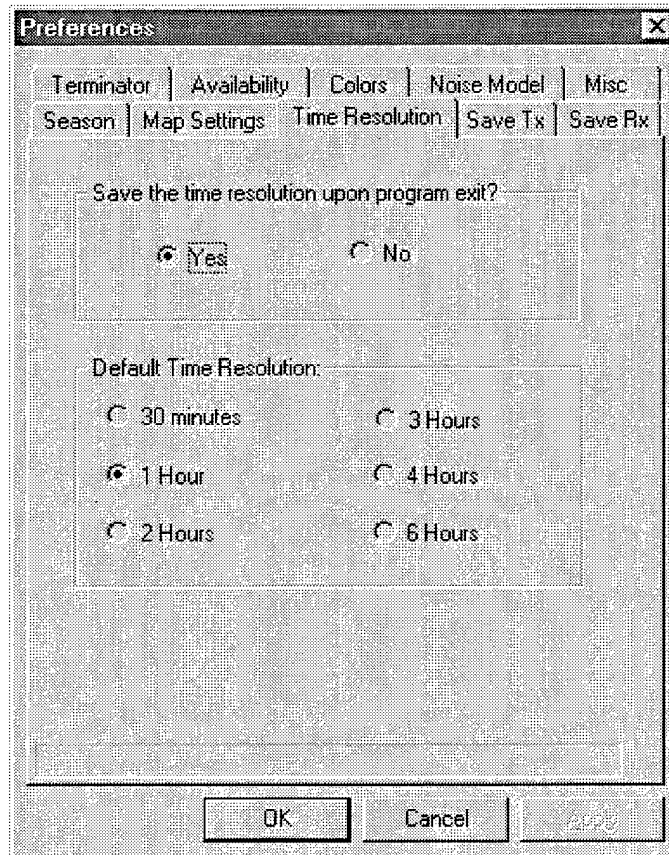 Preferences
Terminator Availability Colors Noise Model Misc
Season Map Settings Time Resolution Save Tx Save Rx
Save the time resolution upon program exit?
Yes No
Default Time Resolution:
30 minutes 3 Hours
1 Hour 4 Hours
2 Hours 6 Hours
OK Cancel Apply